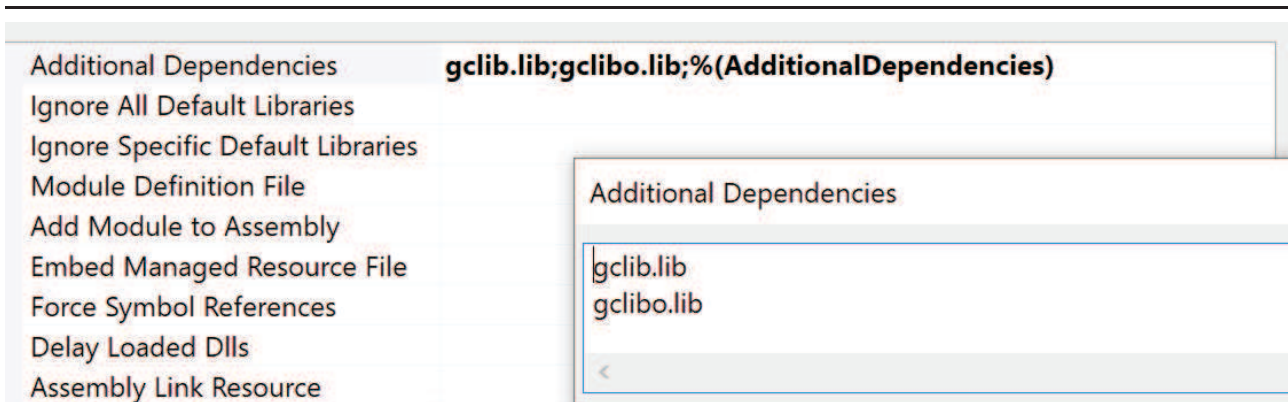 Additional Dependencies gclib.lib;gclibo.lib;%(AdditionalDependencies)
Ignore All Default Libraries
Ignore Specific Default Libraries
Module Definition File
Add Module to Assembly
Embed Managed Resource File
Force Symbol References
Delay Loaded Dlls
Assembly Link Resource
Additional Dependencies
gclib.lib
gclibo.lib